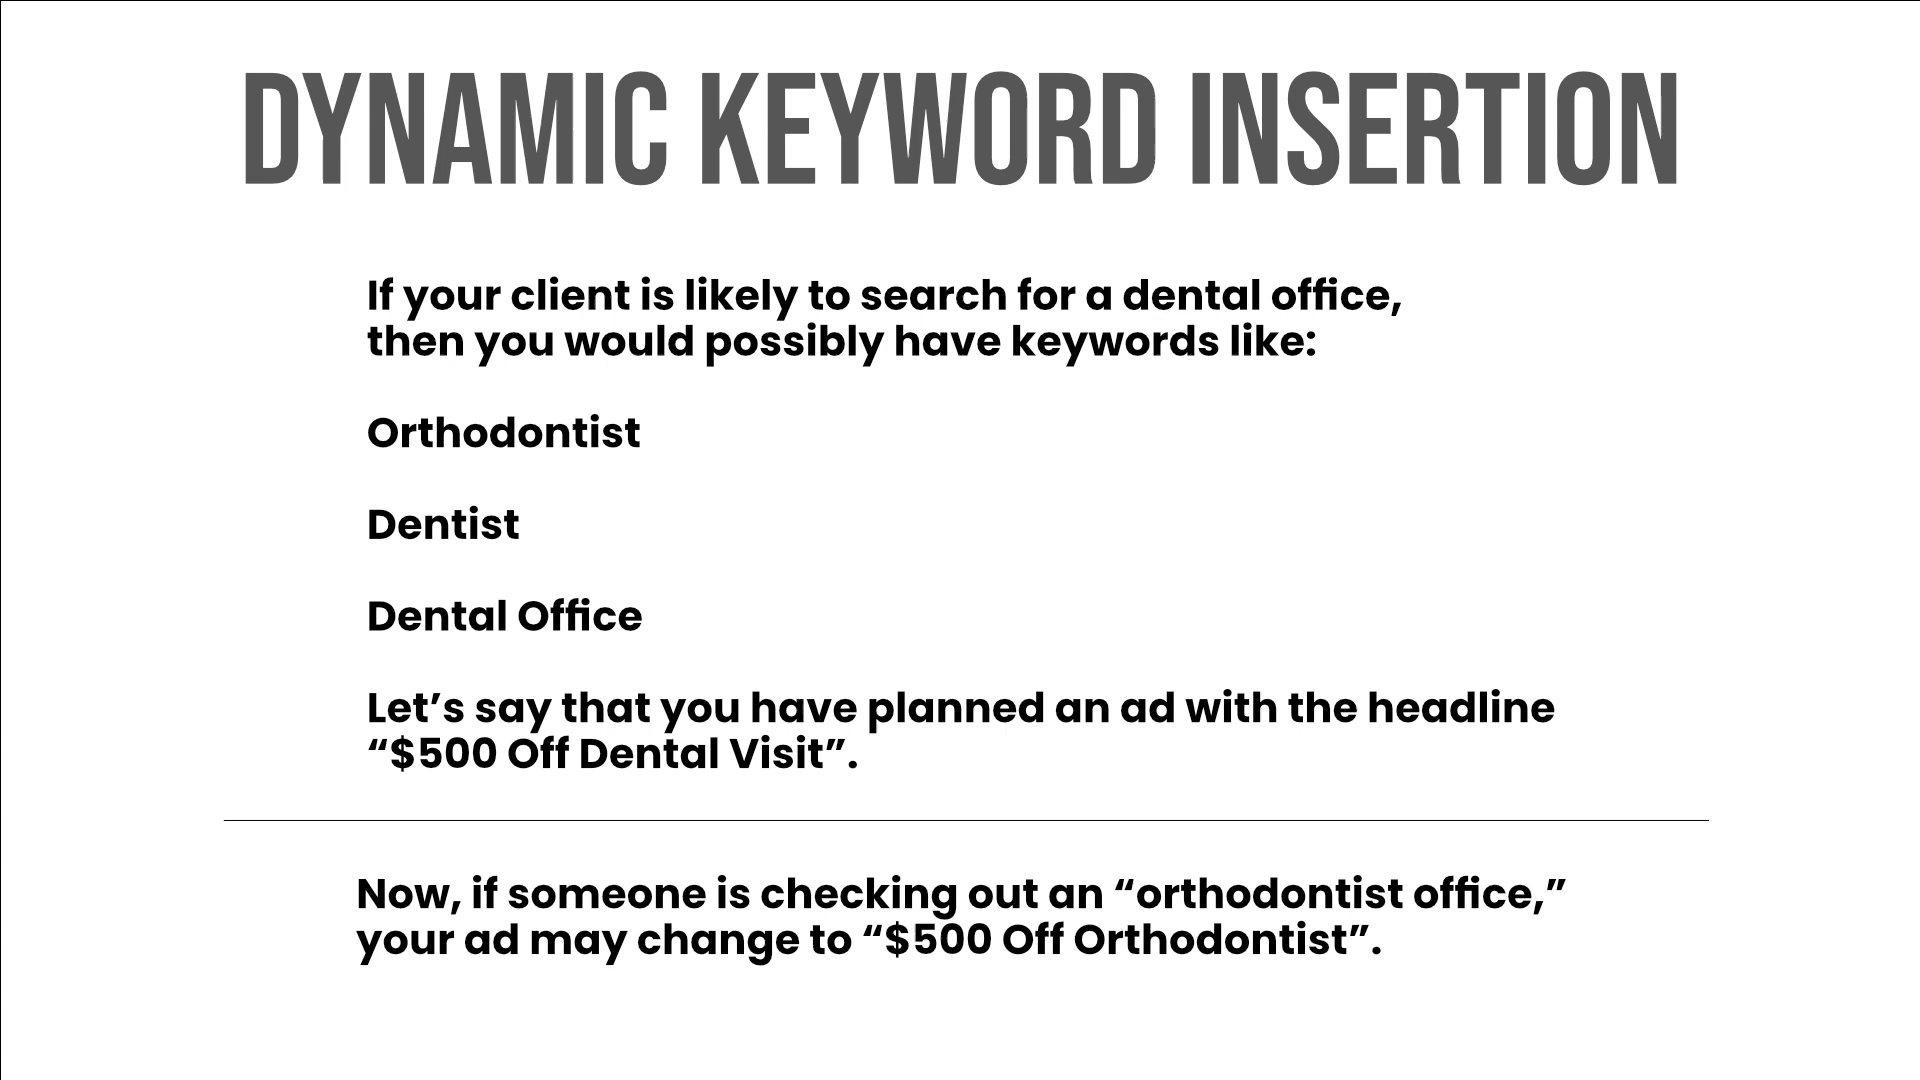 DYNAMIC KEYWORD INSERTION
If your client is likely to search for a dental office,
then you would possibly have keywords like:
Orthodontist
Dentist
Dental Office
Let’s say that you have planned an ad with the headline
“$500 Off Dental Visit”.
Now, if someone is checking out an “orthodontist office,”
your ad may change to “$500 Off Orthodontist”.